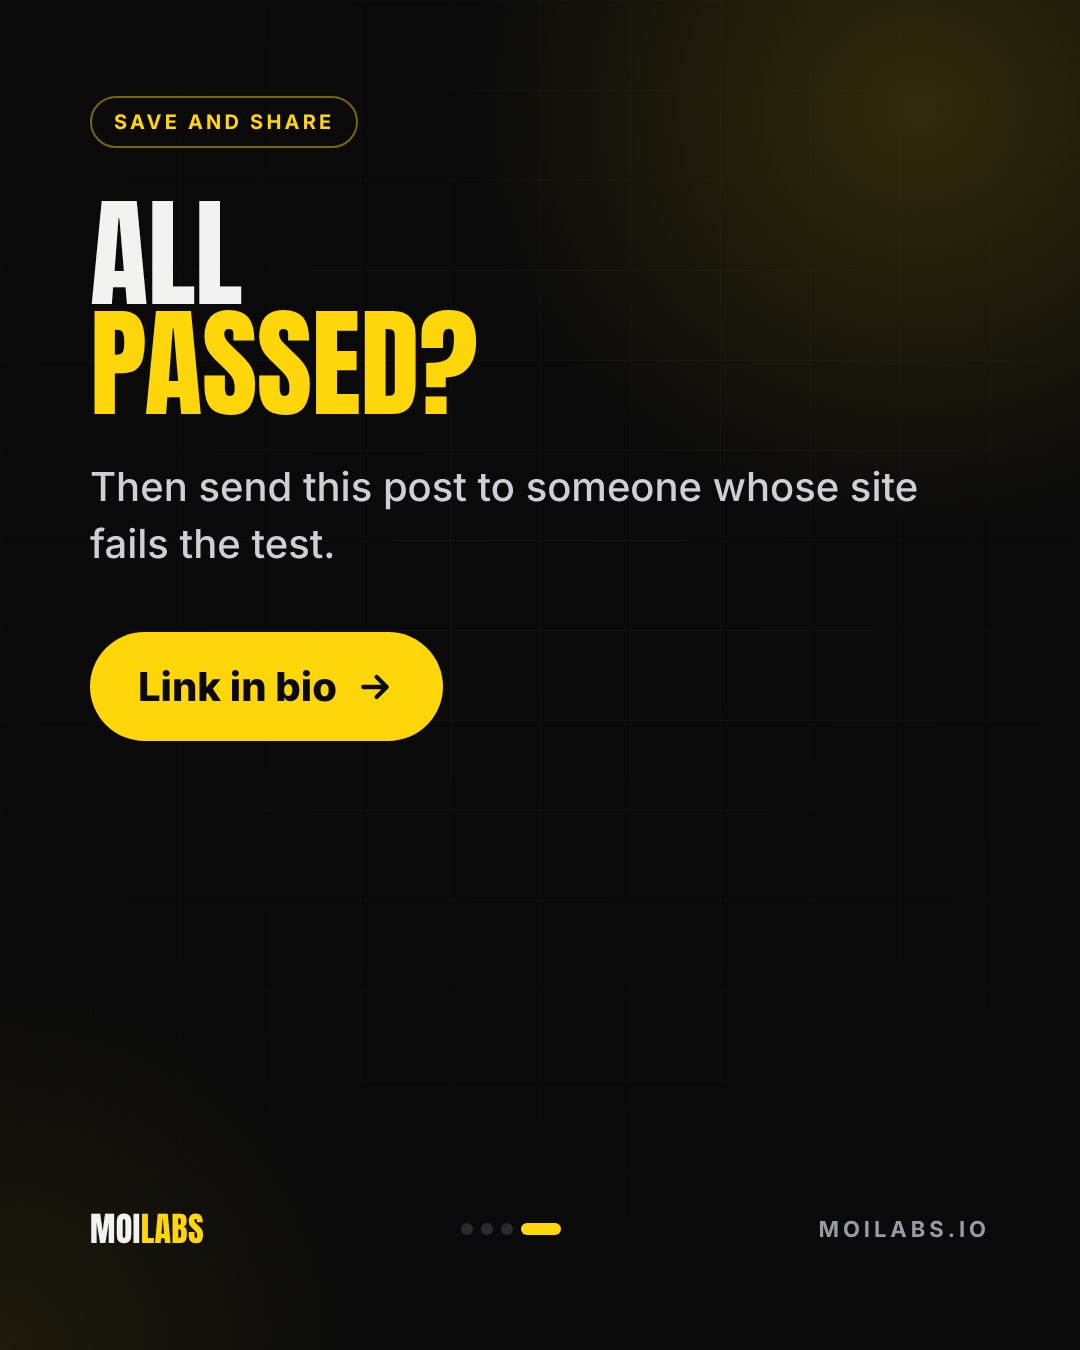 SAVE AND SHARE
ALL
PASSED?
Then send this post to someone whose site
fails the test.
Link in bio →
MOILABS
MOILABS.IO